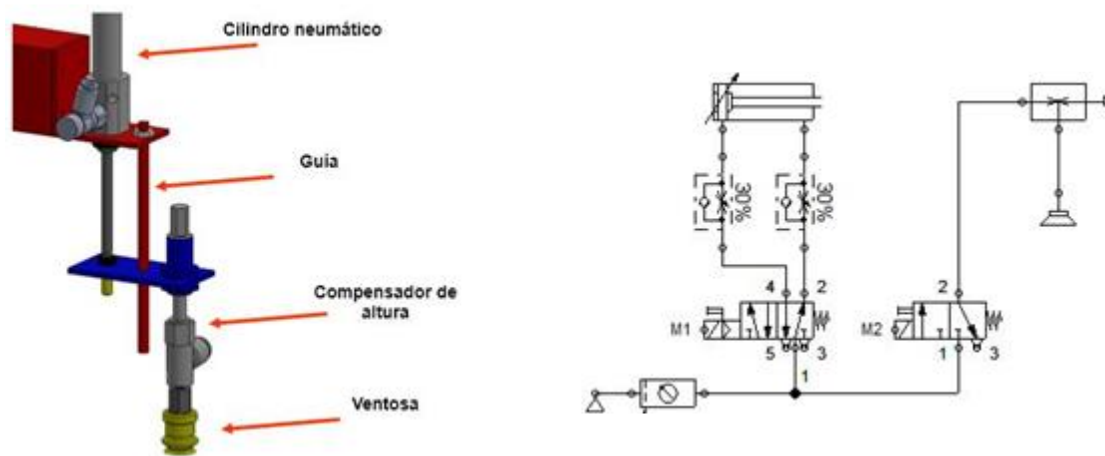 Cilindro neumático
Guía
Compensador de
altura
Ventosa
30%
30%
4
2
M1
5
3
1
2
M2
1
3